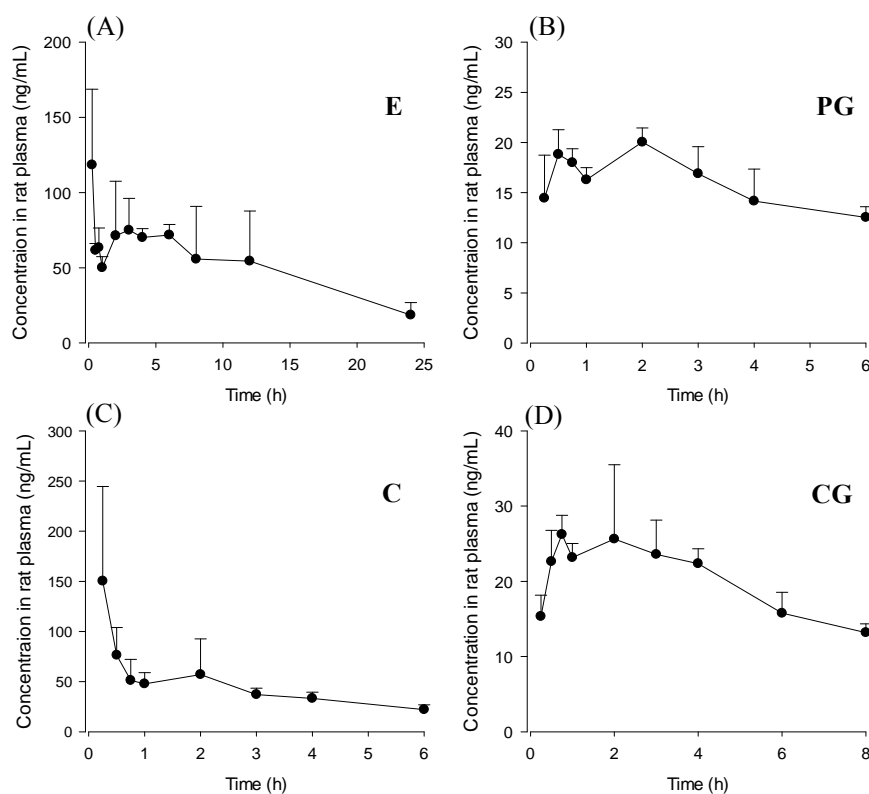 (A)
200
150
100
50
0
Concentraion in rat plasma (ng/mL)
E
0 5 10 15 20 25
Time (h)
(B)
30
25
20
15
10
5
0
Concentraion in rat plasma (ng/mL)
PG
0 1 2 3 4 5 6
Time (h)
(C)
300
250
200
150
100
50
0
Concentraion in rat plasma (ng/mL)
C
0 1 2 3 4 5 6
Time (h)
(D)
40
30
20
10
0
Concentraion in rat plasma (ng/mL)
CG
0 2 4 6 8
Time (h)